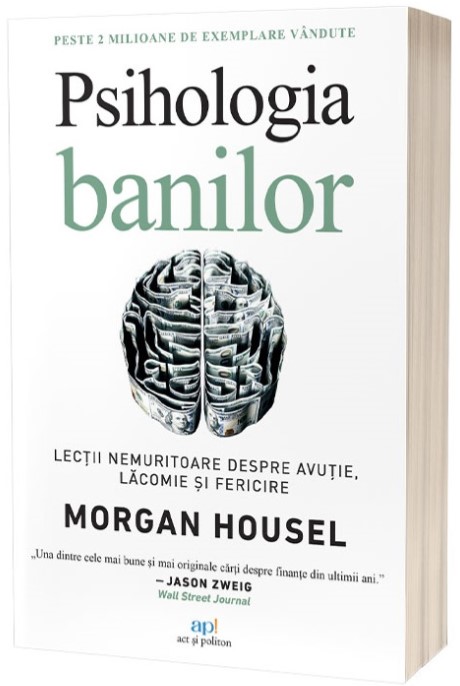 PESTE 2 MILIOANE DE EXEMPLARE VÂNDUTE
Psihologia
banilor
LECȚII NEMURITOARE DESPRE AVUȚIE,
LĂCOMIE ȘI FERICIRE
MORGAN HOUSEL
„Una dintre cele mai bune și mai originale cărți despre finanțe din ultimii ani.”
— JASON ZWEIG
Wall Street Journal
ap!
act și politon